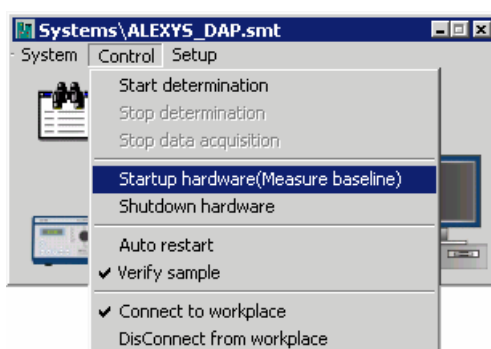 Systems\ALEXYS_DAP.smt
System Control Setup
Start determination
Stop determination
Stop data acquisition
Startup hardware(Measure baseline)
Shutdown hardware
Auto restart
Verify sample
Connect to workplace
DisConnect from workplace